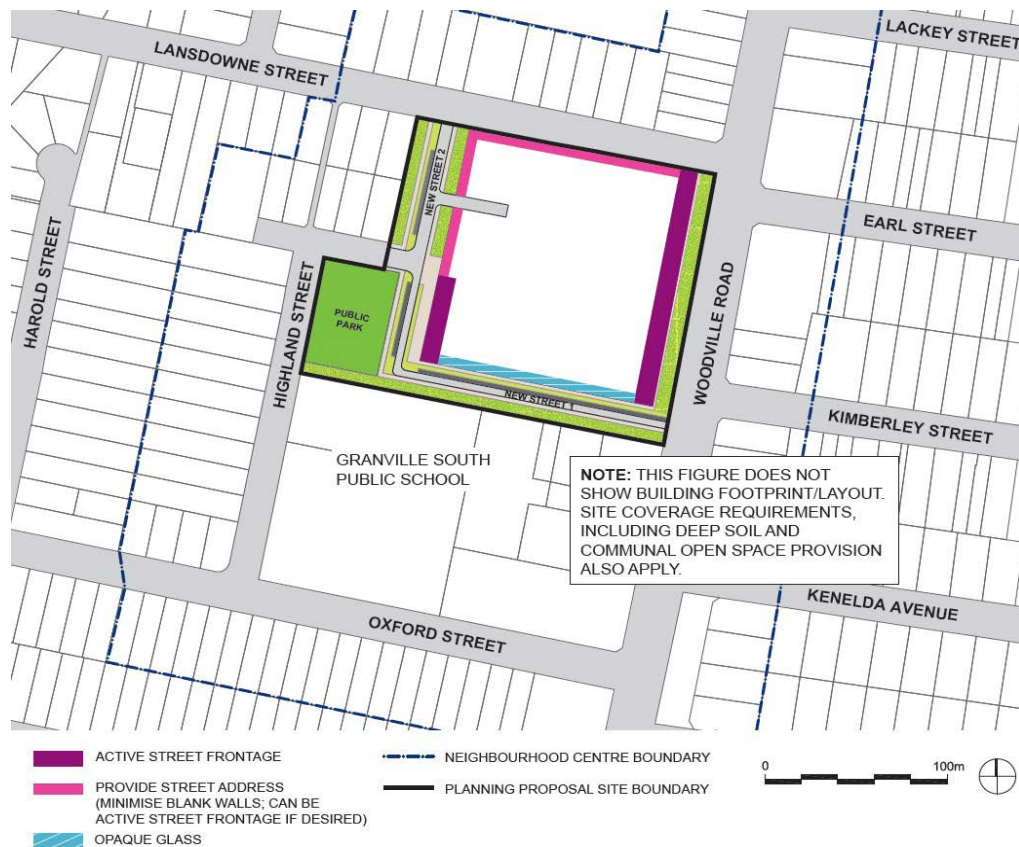 LACKEY STREET
LANSDOWNE STREET
NEW STREET 2
EARL STREET
HAROLD STREET
HIGHLAND STREET
WOODVILLE ROAD
PUBLIC
PARK
NEW STREET 1
KIMBERLEY STREET
GRANVILLE SOUTH
PUBLIC SCHOOL
NOTE: THIS FIGURE DOES NOT
SHOW BUILDING FOOTPRINT/LAYOUT.
SITE COVERAGE REQUIREMENTS,
INCLUDING DEEP SOIL AND
COMMUNAL OPEN SPACE PROVISION
ALSO APPLY.
KENELDA AVENUE
OXFORD STREET
ACTIVE STREET FRONTAGE
PROVIDE STREET ADDRESS
(MINIMISE BLANK WALLS; CAN BE
ACTIVE STREET FRONTAGE IF DESIRED)
OPAQUE GLASS
NEIGHBOURHOOD CENTRE BOUNDARY
PLANNING PROPOSAL SITE BOUNDARY
0 100m